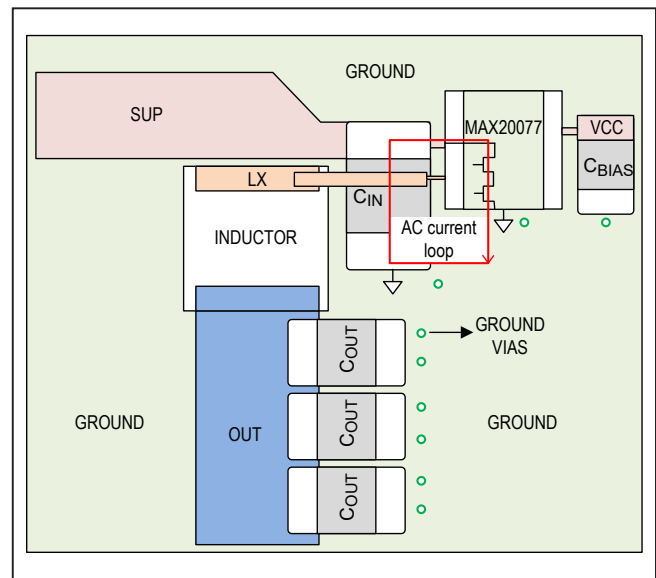 GROUND
SUP
MAX20077
VCC
CBIAS
LX
CIN
AC current
loop
INDUCTOR
GROUND
VIAS
COUT
GROUND
OUT
COUT
GROUND
COUT